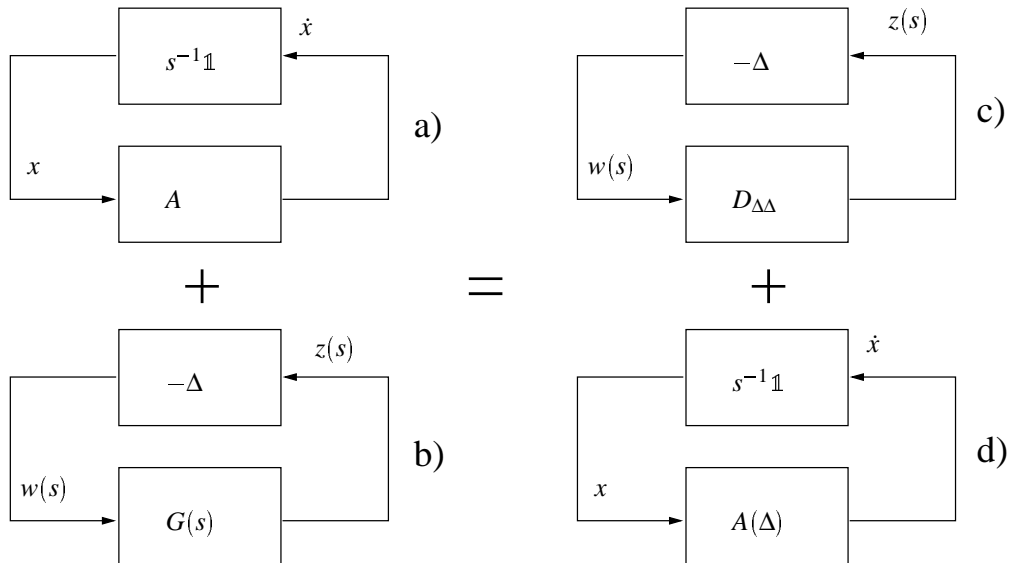 ẋ
s⁻¹𝟙
a)
x
A
+
z(s)
−Δ
b)
w(s)
G(s)
=
z(s)
−Δ
c)
w(s)
D_ΔΔ
+
ẋ
s⁻¹𝟙
d)
x
A(Δ)